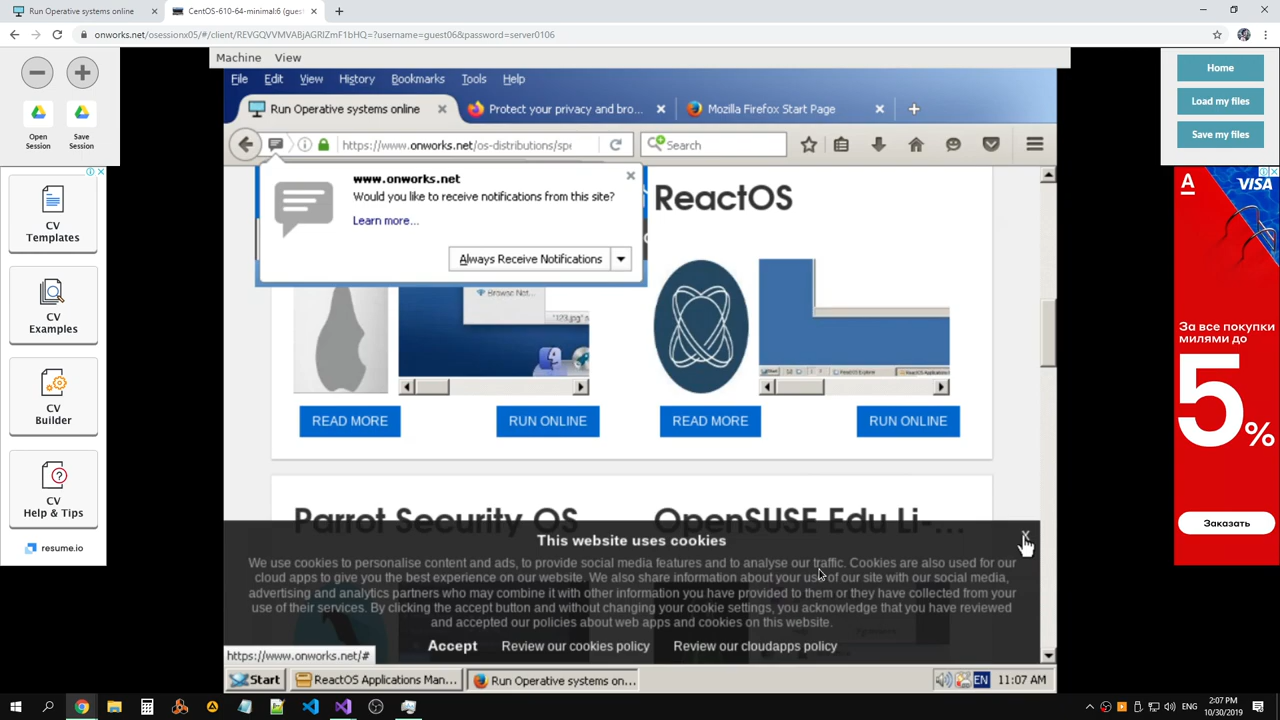 Run Operative systems online
CentOS-610-64-minimal:6 (guest
onworks.net/osessionx05/#/client/REVGQVVMVABjAGRIZmF1bHQ=?username=guest06&password=server0106
Machine View
File Edit View History Bookmarks Tools Help
Run Operative systems online
Protect your privacy and bro...
Mozilla Firefox Start Page
https://www.onworks.net/os-distributions/spe
Search
Open
Session
Save
Session
CV
Templates
CV
Examples
CV
Builder
CV
Help & Tips
resume.io
Home
Load my files
Save my files
www.onworks.net
Would you like to receive notifications from this site?
Learn more...
Always Receive Notifications
ReactOS
Browse Net...
"123.jpg" s
READ MORE
RUN ONLINE
READ MORE
RUN ONLINE
Parrot Security OS
OpenSUSE Edu Li-...
This website uses cookies
We use cookies to personalise content and ads, to provide social media features and to analyse our traffic. Cookies are also used for our
cloud apps to give you the best experience on our website. We also share information about your use of our site with our social media,
advertising and analytics partners who may combine it with other information you have provided to them or they have collected from your
use of their services. By clicking the accept button and without changing your cookie settings, you acknowledge that you have reviewed
and accepted our policies about web apps and cookies on this website.
Accept
Review our cookies policy
Review our cloudapps policy
https://www.onworks.net/#
Start
ReactOS Applications Man...
Run Operative systems on...
EN
11:07 AM
A
VISA
За все покупки
милями до
5%
Заказать
ENG
2:07 PM
10/30/2019